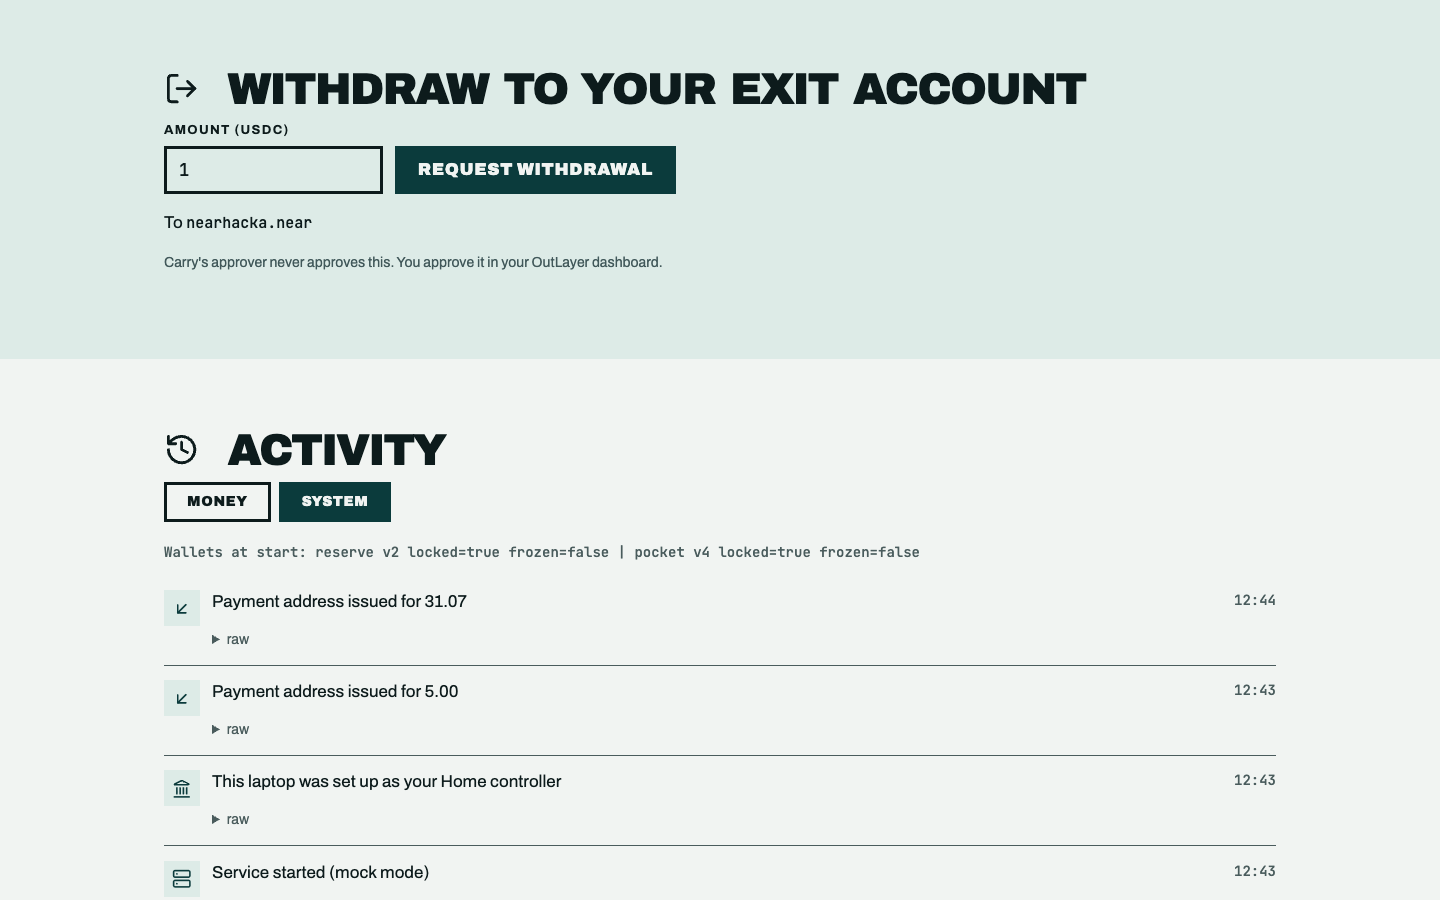 WITHDRAW TO YOUR EXIT ACCOUNT
AMOUNT (USDC)
1
REQUEST WITHDRAWAL
To nearhacka.near
Carry's approver never approves this. You approve it in your OutLayer dashboard.
ACTIVITY
MONEY
SYSTEM
Wallets at start: reserve v2 locked=true frozen=false | pocket v4 locked=true frozen=false
Payment address issued for 31.07
12:44
raw
Payment address issued for 5.00
12:43
raw
This laptop was set up as your Home controller
12:43
raw
Service started (mock mode)
12:43